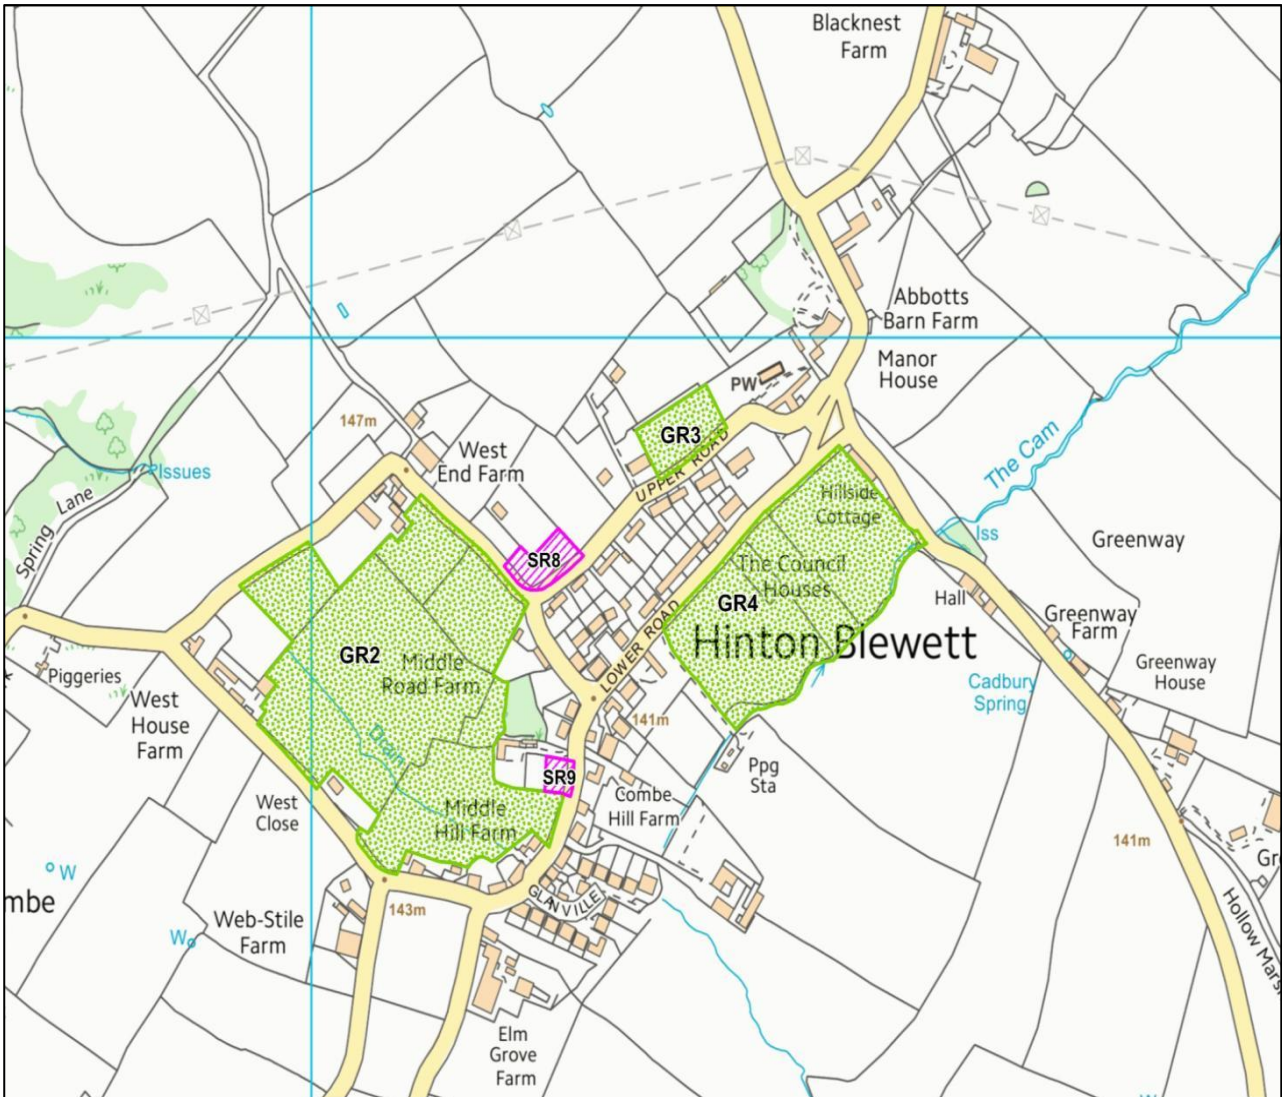 Blacknest
Farm
Abbotts
Barn Farm
Manor
House
PW
147m
West
End Farm
GR3
UPPER ROAD
The Cam
Issues
Spring Lane
Hillside
Cottage
Iss
Greenway
SR8
The Council
Houses
GR4
Hall
LOWER ROAD
Greenway
Farm
Hinton Blewett
GR2
Middle
Road Farm
Piggeries
Greenway
House
West
House
Farm
Cadbury
Spring
141m
Drain
SR9
Ppg
Sta
West
Close
Middle
Hill Farm
Combe
Hill Farm
141m
Gr
W
mbe
GLANVILLE
143m
Hollow Mars
Web-Stile
Farm
W
Elm
Grove
Farm